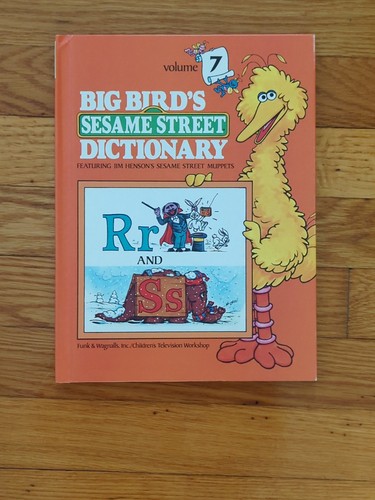 volume 7
BIG BIRD'S
SESAME STREET
DICTIONARY
FEATURING JIM HENSON'S SESAME STREET MUPPETS
Rr
AND
Ss
Funk & Wagnalls, Inc./Children's Television Workshop